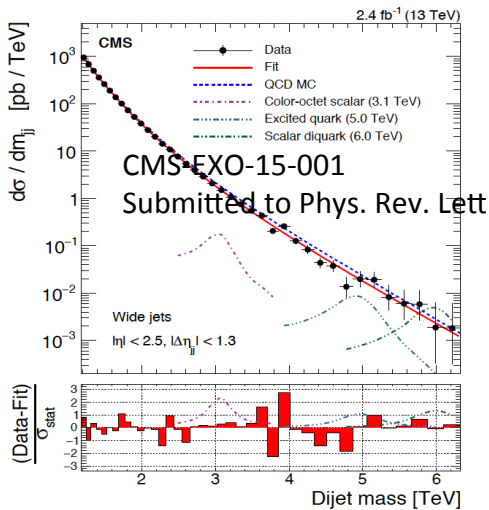 2.4 fb⁻¹ (13 TeV)
CMS
Data
Fit
QCD MC
Color-octet scalar (3.1 TeV)
Excited quark (5.0 TeV)
Scalar diquark (6.0 TeV)
dσ / dm_jj [pb / TeV]
10³
10²
10
1
10⁻¹
10⁻²
10⁻³
CMS-EXO-15-001
Submitted to Phys. Rev. Lett
Wide jets
|η| < 2.5, |Δη_jj| < 1.3
(Data-Fit)
σ_stat
3
2
1
0
−1
−2
−3
2 3 4 5 6
Dijet mass [TeV]